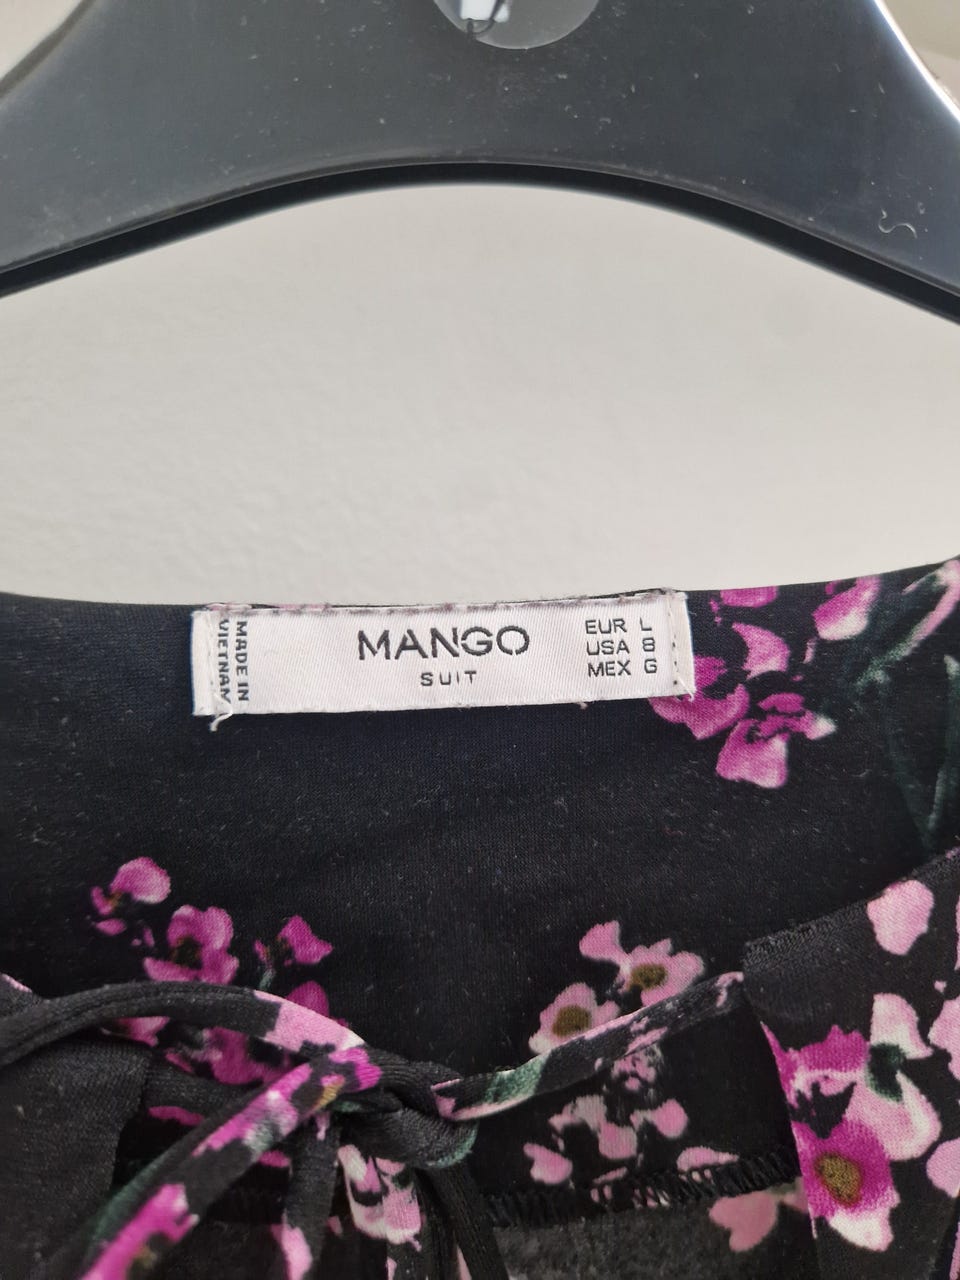 MADE IN
VIETNAM
MANGO
SUIT
EUR L
USA 8
MEX G